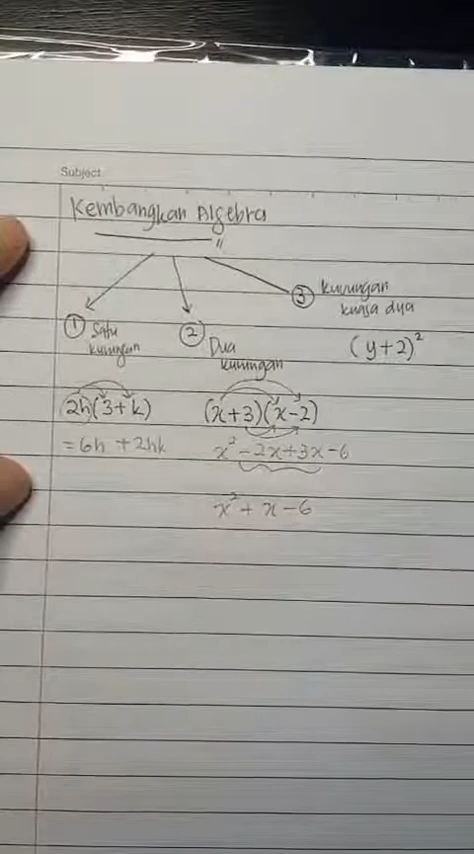 Subject
Kembangkan Algebra
① Satu kurungan
2h(3+k)
= 6h + 2hk
② Dua kurungan
(x+3)(x-2)
x² - 2x + 3x - 6
x² + x - 6
③ Kurungan kuasa dua
(y+2)²